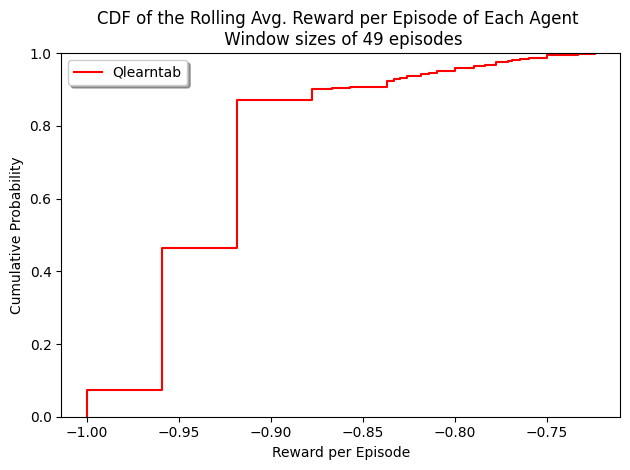 CDF of the Rolling Avg. Reward per Episode of Each Agent
Window sizes of 49 episodes
Qlearntab
1.0
0.8
0.6
0.4
0.2
0.0
Cumulative Probability
−1.00
−0.95
−0.90
−0.85
−0.80
−0.75
Reward per Episode